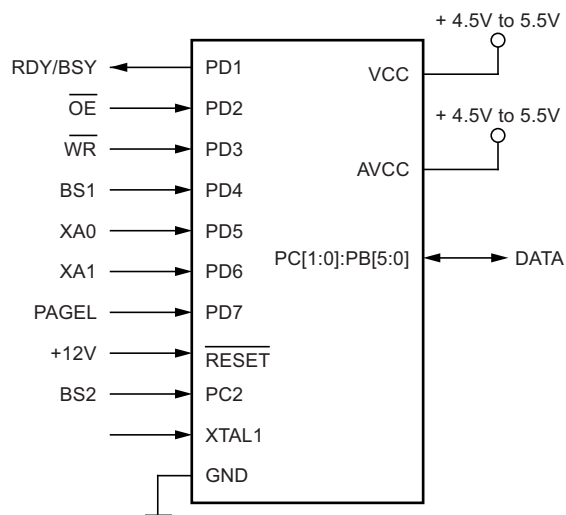 + 4.5V to 5.5V
RDY/BSY PD1 VCC
OE PD2
+ 4.5V to 5.5V
WR PD3
BS1 PD4 AVCC
XA0 PD5
PC[1:0]:PB[5:0] DATA
XA1 PD6
PAGEL PD7
+12V RESET
BS2 PC2
XTAL1
GND